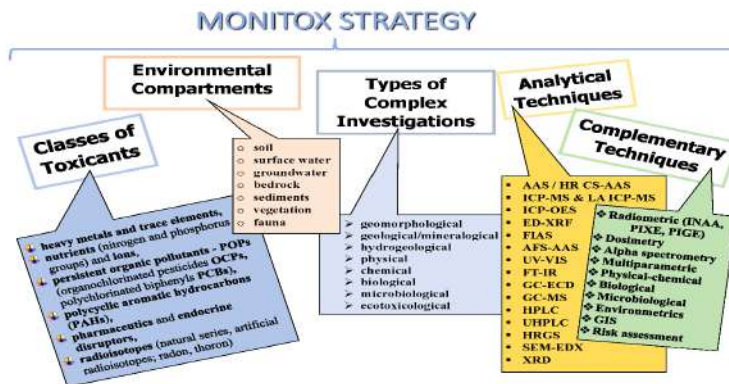 MONITOX STRATEGY
Classes of
Toxicants
heavy metals and trace elements,
nutrients (nitrogen and phosphorus
groups) and ions,
persistent organic pollutants - POPs
(organochlorinated pesticides OCPs,
polychlorinated biphenyls PCBs),
polycyclic aromatic hydrocarbons
(PAHs),
pharmaceutics and endocrine
disruptors,
radioisotopes (natural series, artificial
radioisotopes; radon, thoron)
Environmental
Compartments
soil
surface water
groundwater
bedrock
sediments
vegetation
fauna
Types of
Complex
Investigations
geomorphological
geological/mineralogical
hydrogeological
physical
chemical
biological
microbiological
ecotoxicological
Analytical
Techniques
AAS / HR CS-AAS
ICP-MS & LA ICP-MS
ICP-OES
ED-XRF
FIAS
AFS-AAS
UV-VIS
FT-IR
GC-ECD
GC-MS
HPLC
UHPLC
HRGS
SEM-EDX
XRD
Complementary
Techniques
Radiometric (INAA,
PIXE, PIGE)
Dosimetry
Alpha spectrometry
Multiparametric
Physical-chemical
Biological
Microbiological
Environmetrics
GIS
Risk assessment